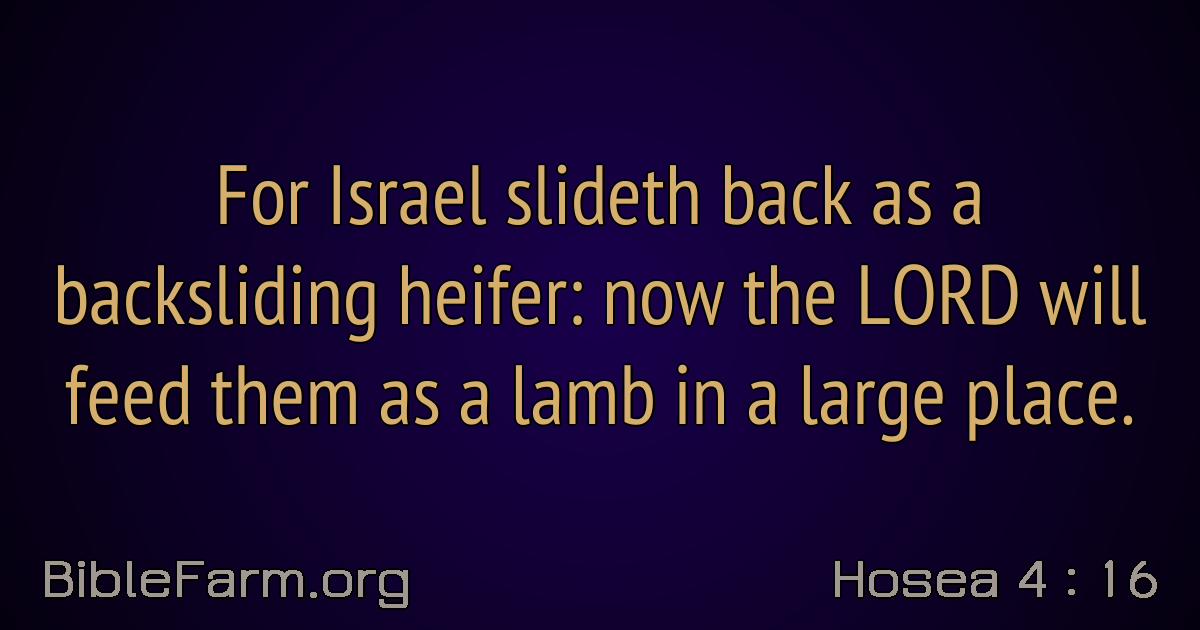 For Israel slideth back as a
backsliding heifer: now the LORD will
feed them as a lamb in a large place.
BibleFarm.org
Hosea 4 : 16